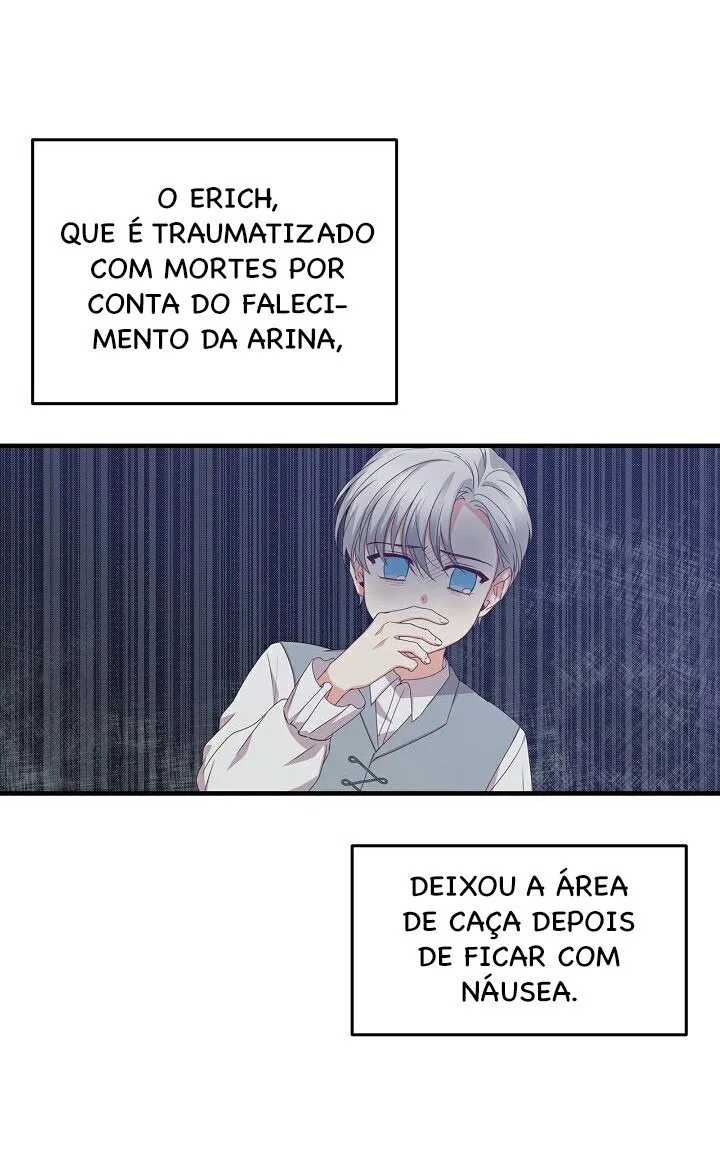 O ERICH,
QUE É TRAUMATIZADO
COM MORTES POR
CONTA DO FALECI-
MENTO DA ARINA,
DEIXOU A ÁREA
DE CAÇA DEPOIS
DE FICAR COM
NÁUSEA.